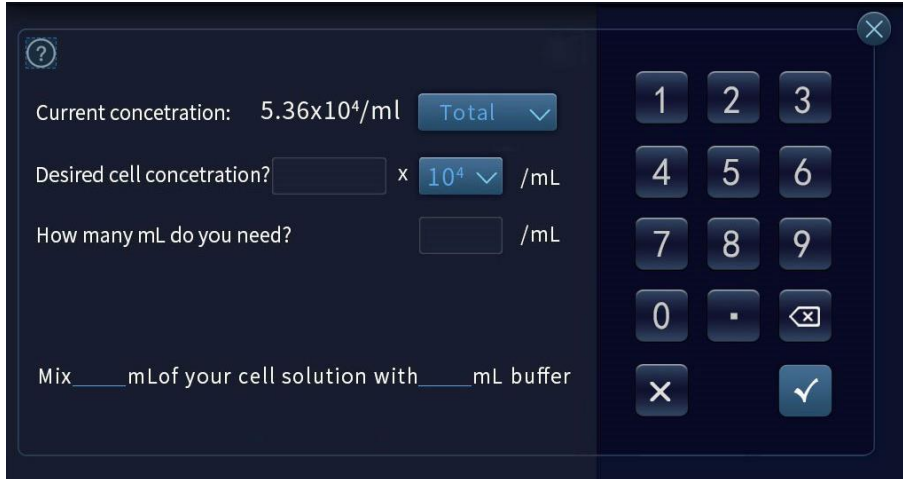 ?
Current concetration: 5.36x10⁴/ml Total
Desired cell concetration? x 10⁴ /mL
How many mL do you need? /mL
Mix_____mLof your cell solution with_____mL buffer
1 2 3
4 5 6
7 8 9
0 .